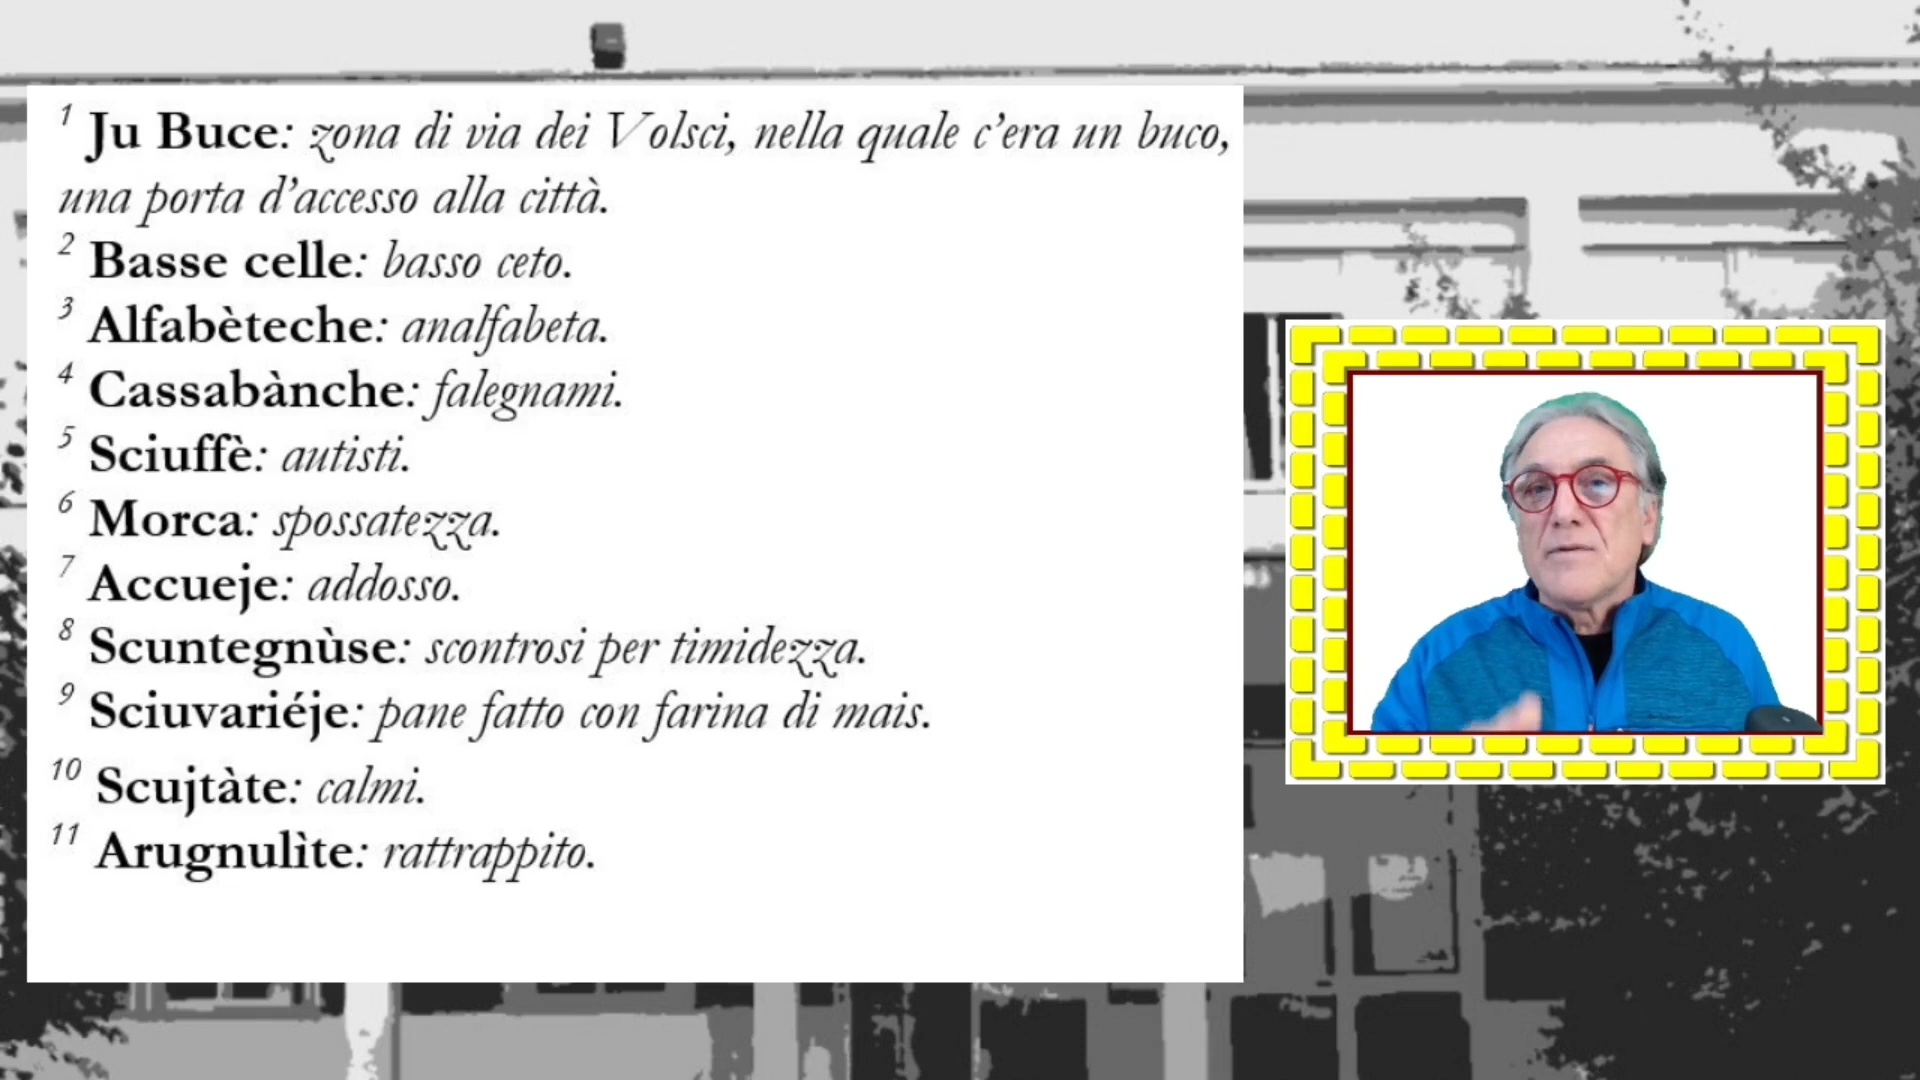 1 Ju Buce: zona di via dei Volsci, nella quale c’era un buco,
una porta d’accesso alla città.
2 Basse celle: basso ceto.
3 Alfabèteche: analfabeta.
4 Cassabànche: falegnami.
5 Sciuffè: autisti.
6 Morca: spossatezza.
7 Accueje: addosso.
8 Scuntegnùse: scontrosi per timidezza.
9 Sciuvariéje: pane fatto con farina di mais.
10 Scujtàte: calmi.
11 Arugnulìte: rattrappito.